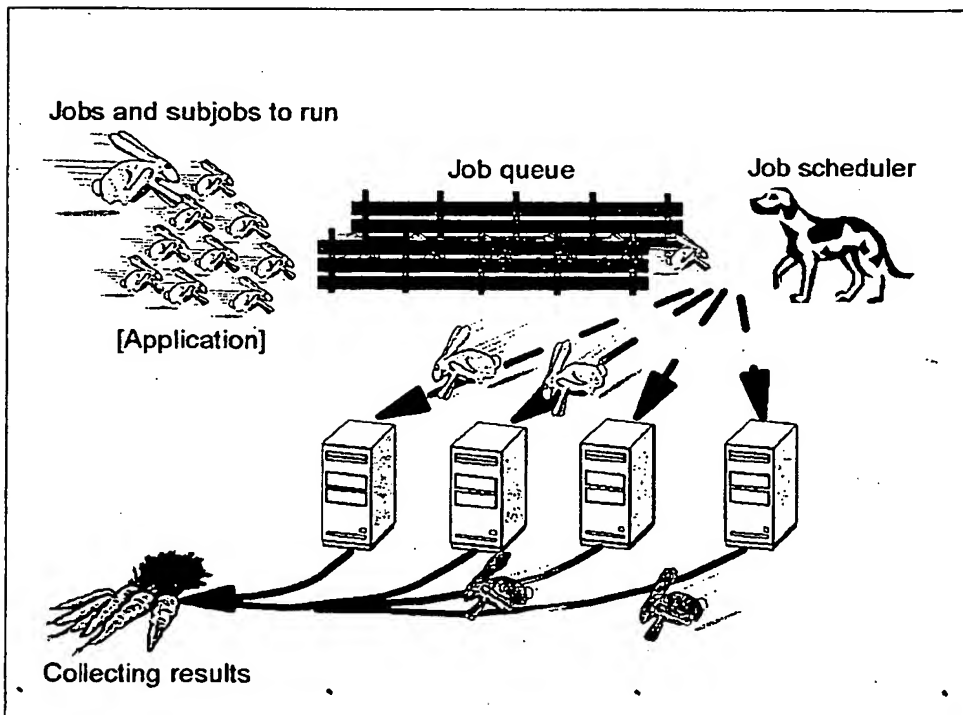 Jobs and subjobs to run
Job queue
Job scheduler
[Application]
Collecting results